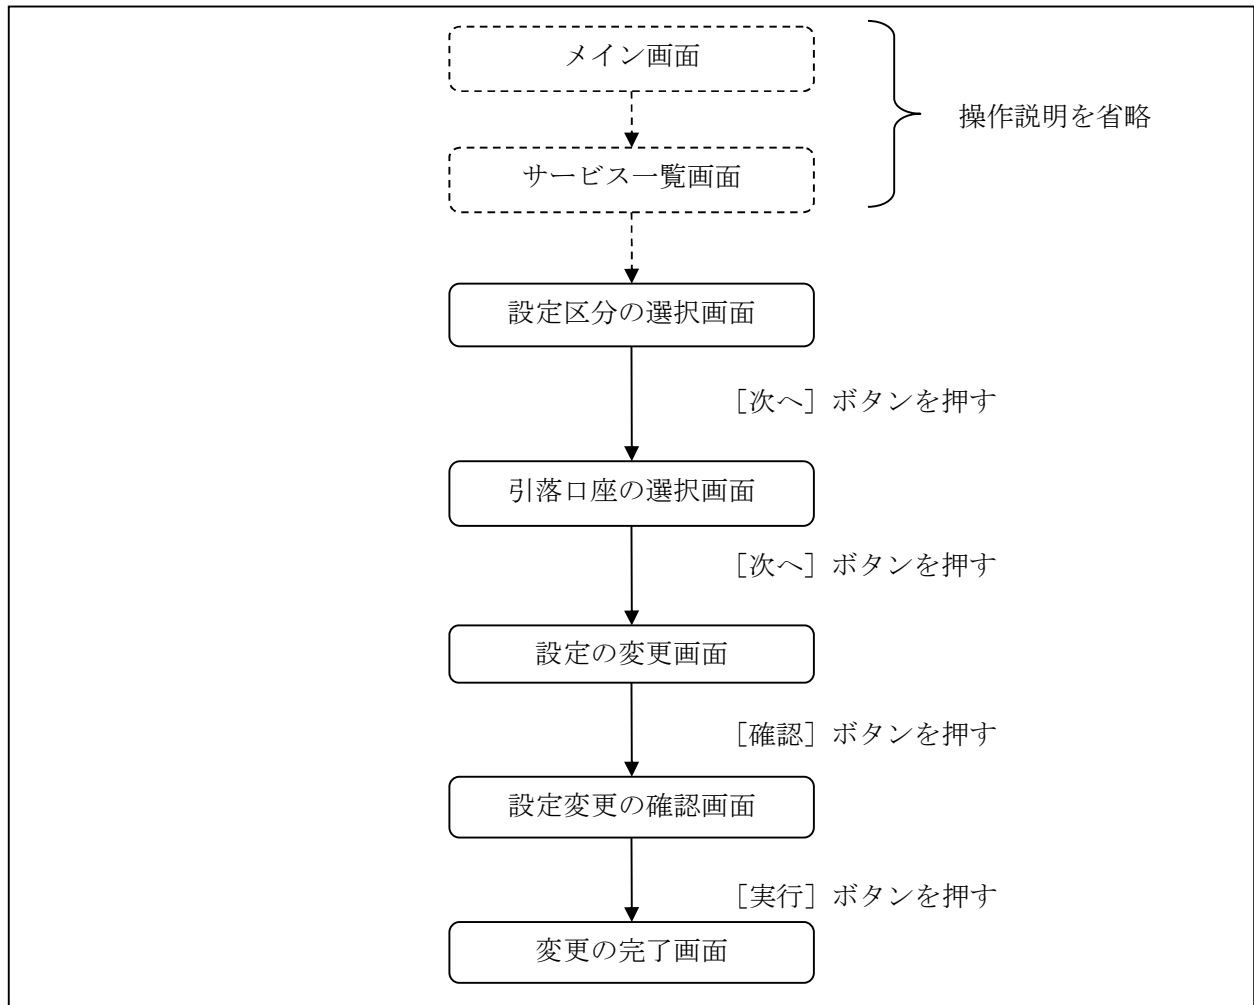 メイン画面
操作説明を省略
サービス一覧画面
設定区分の選択画面
［次へ］ボタンを押す
引落口座の選択画面
［次へ］ボタンを押す
設定の変更画面
［確認］ボタンを押す
設定変更の確認画面
［実行］ボタンを押す
変更の完了画面